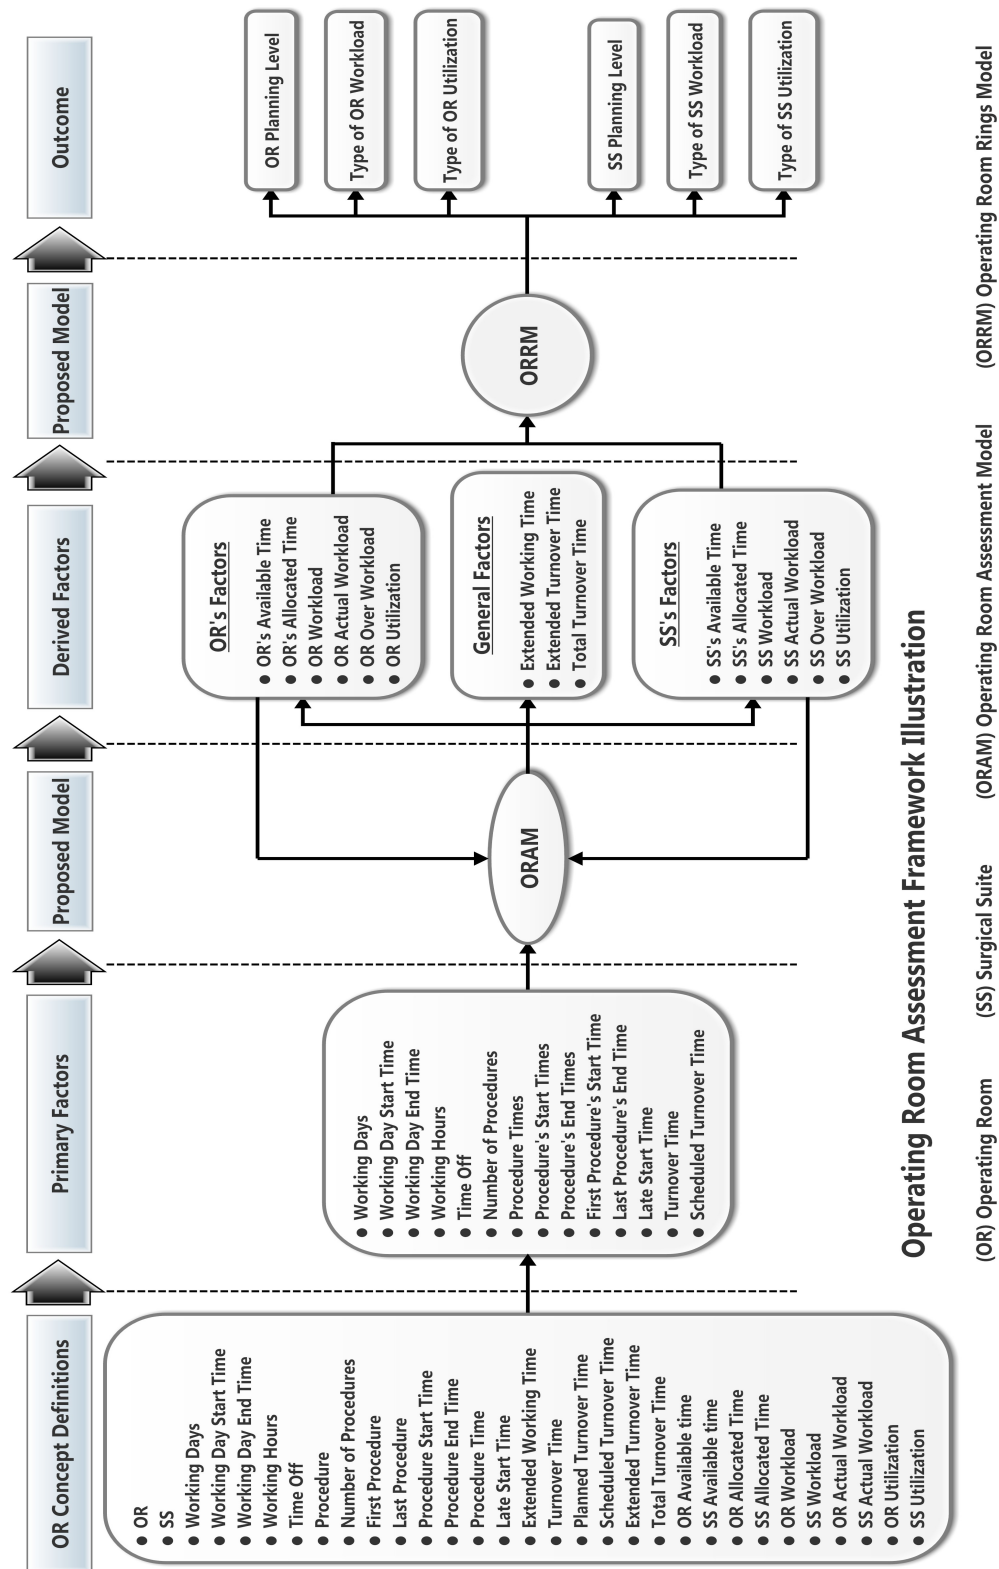 OR Concept Definitions
Primary Factors
Proposed Model
Derived Factors
Proposed Model
Outcome
● OR
● SS
● Working Days
● Working Day Start Time
● Working Day End Time
● Working Hours
● Time Off
● Procedure
● Number of Procedures
● First Procedure
● Last Procedure
● Procedure Start Time
● Procedure End Time
● Procedure Time
● Late Start Time
● Extended Working Time
● Turnover Time
● Planned Turnover Time
● Scheduled Turnover Time
● Extended Turnover Time
● Total Turnover Time
● OR Available time
● SS Available time
● OR Allocated Time
● SS Allocated Time
● OR Workload
● SS Workload
● OR Actual Workload
● SS Actual Workload
● OR Utilization
● SS Utilization
● Working Days
● Working Day Start Time
● Working Day End Time
● Working Hours
● Time Off
● Number of Procedures
● Procedure Times
● Procedure's Start Times
● Procedure's End Times
● First Procedure's Start Time
● Last Procedure's End Time
● Late Start Time
● Turnover Time
● Scheduled Turnover Time
ORAM
OR's Factors
● OR's Available Time
● OR's Allocated Time
● OR Workload
● OR Actual Workload
● OR Over Workload
● OR Utilization
General Factors
● Extended Working Time
● Extended Turnover Time
● Total Turnover Time
SS's Factors
● SS's Available Time
● SS's Allocated Time
● SS Workload
● SS Actual Workload
● SS Over Workload
● SS Utilization
ORRM
OR Planning Level
Type of OR Workload
Type of OR Utilization
SS Planning Level
Type of SS Workload
Type of SS Utilization
Operating Room Assessment Framework Illustration
(OR) Operating Room
(SS) Surgical Suite
(ORAM) Operating Room Assessment Model
(ORRM) Operating Room Rings Model